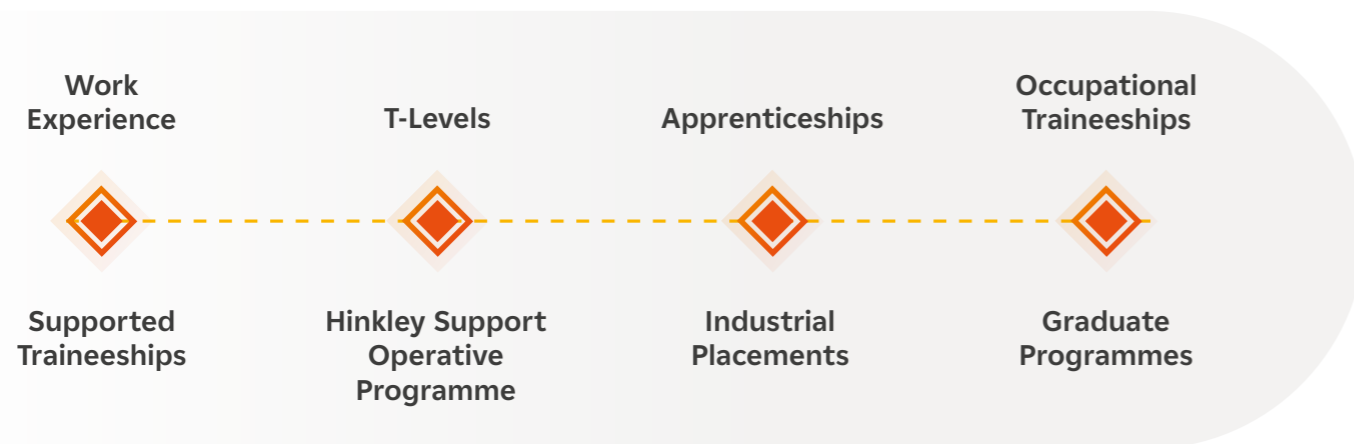 Work
Experience
T-Levels
Apprenticeships
Occupational
Traineeships
Supported
Traineeships
Hinkley Support
Operative
Programme
Industrial
Placements
Graduate
Programmes